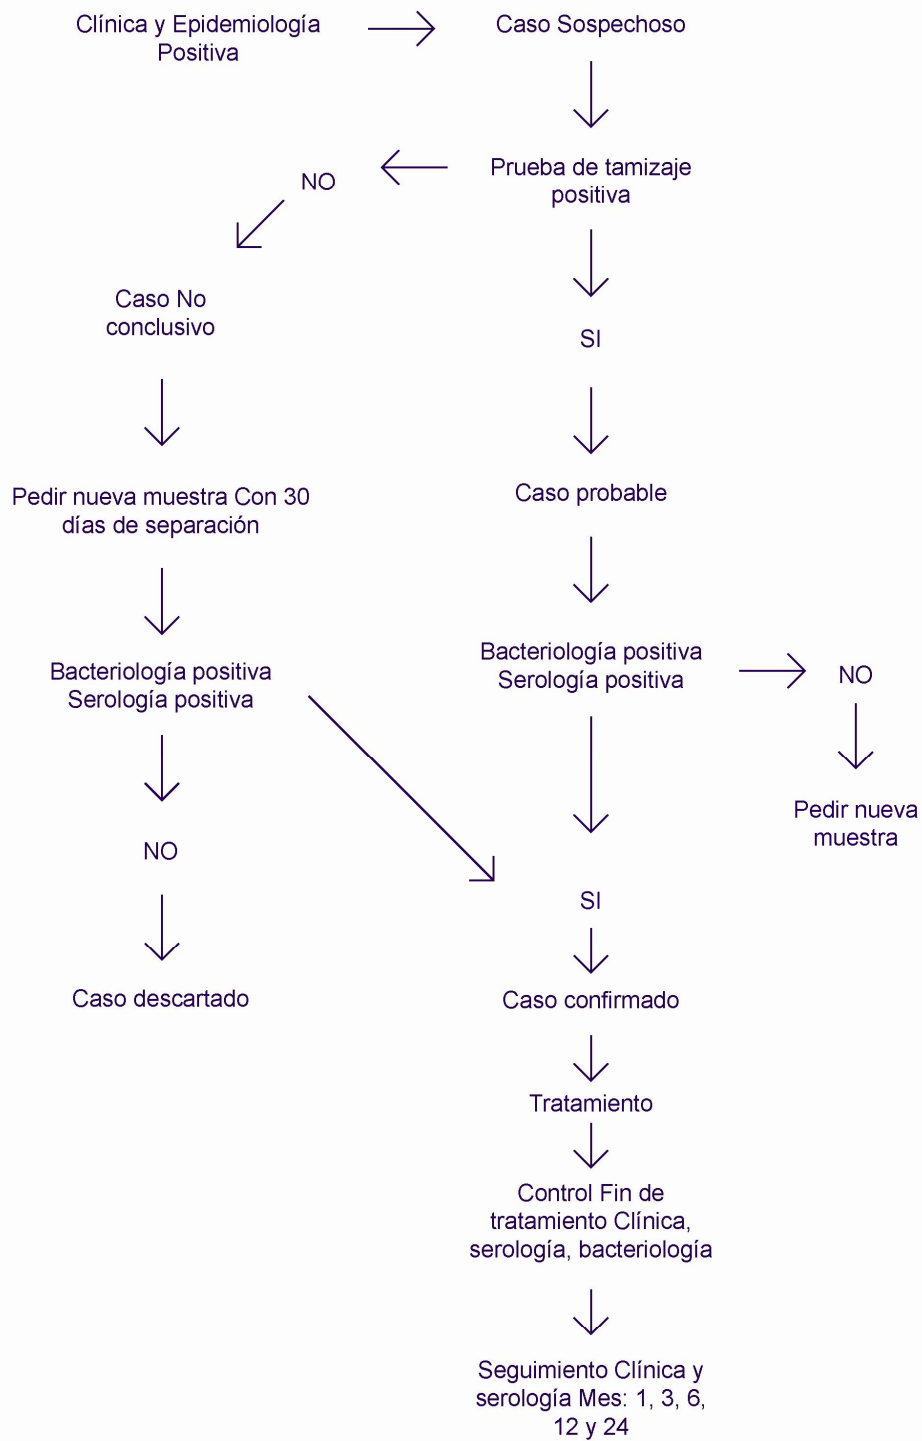 Clínica y Epidemiología
Positiva
Caso Sospechoso
Prueba de tamizaje
positiva
NO
Caso No
conclusivo
SI
Pedir nueva muestra Con 30
días de separación
Caso probable
Bacteriología positiva
Serología positiva
Bacteriología positiva
Serología positiva
NO
Pedir nueva
muestra
NO
SI
Caso descartado
Caso confirmado
Tratamiento
Control Fin de
tratamiento Clínica,
serología, bacteriología
Seguimiento Clínica y
serología Mes: 1, 3, 6,
12 y 24